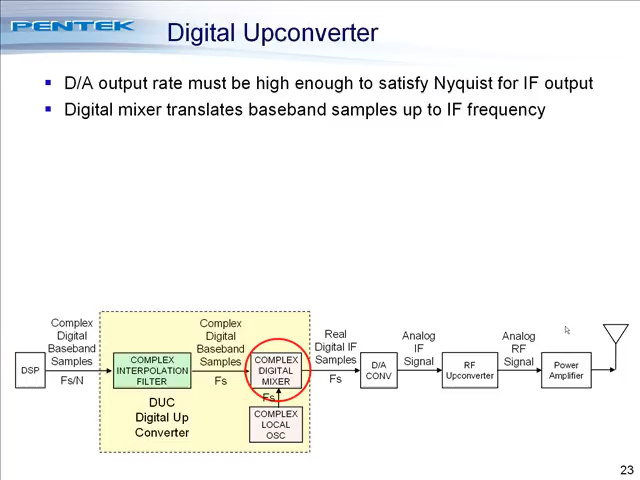 PENTEK
Digital Upconverter
D/A output rate must be high enough to satisfy Nyquist for IF output
Digital mixer translates baseband samples up to IF frequency
Complex
Digital
Baseband
Samples
Fs/N
DSP
COMPLEX
INTERPOLATION
FILTER
DUC
Digital Up
Converter
Complex
Digital
Baseband
Samples
Fs
COMPLEX
DIGITAL
MIXER
Fs
COMPLEX
LOCAL
OSC
Real
Digital IF
Samples
Fs
D/A
CONV
Analog
IF
Signal
RF
Upconverter
Analog
RF
Signal
Power
Amplifier
23